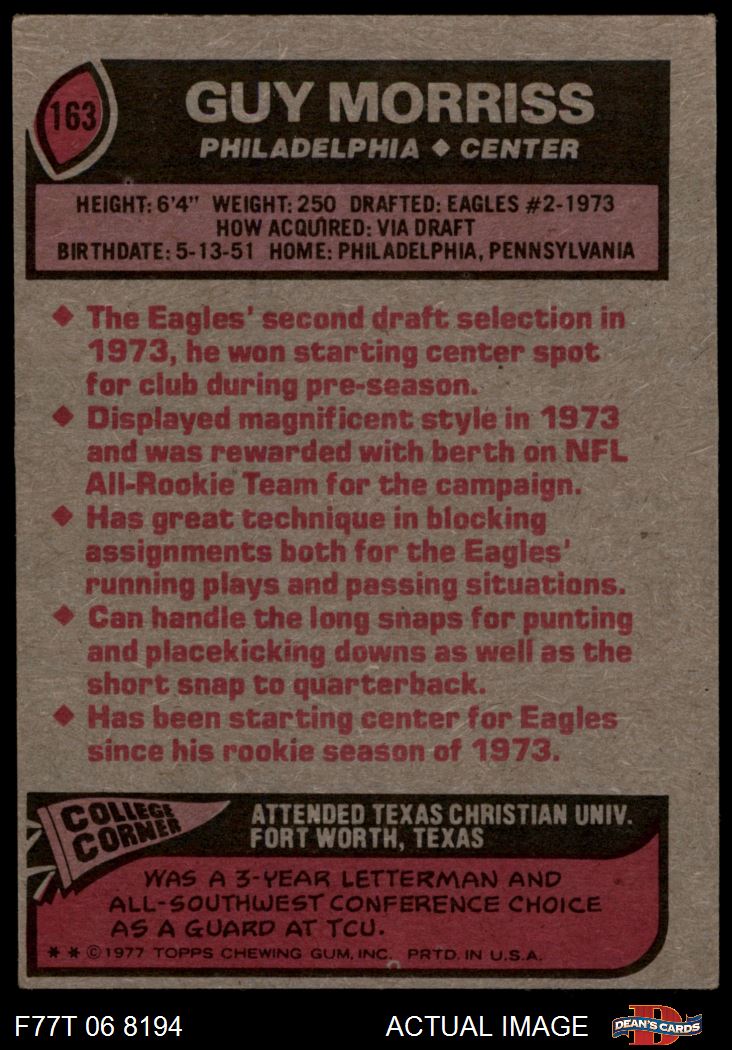 163
GUY MORRISS
PHILADELPHIA ◆ CENTER
HEIGHT: 6'4" WEIGHT: 250 DRAFTED: EAGLES #2-1973
HOW ACQUIRED: VIA DRAFT
BIRTHDATE: 5-13-51 HOME: PHILADELPHIA, PENNSYLVANIA
◆ The Eagles' second draft selection in
1973, he won starting center spot
for club during pre-season.
◆ Displayed magnificent style in 1973
and was rewarded with berth on NFL
All-Rookie Team for the campaign.
◆ Has great technique in blocking
assignments both for the Eagles'
running plays and passing situations.
◆ Can handle the long snaps for punting
and placekicking downs as well as the
short snap to quarterback.
◆ Has been starting center for Eagles
since his rookie season of 1973.
COLLEGE
CORNER
ATTENDED TEXAS CHRISTIAN UNIV.
FORT WORTH, TEXAS
WAS A 3-YEAR LETTERMAN AND
ALL-SOUTHWEST CONFERENCE CHOICE
AS A GUARD AT TCU.
* * © 1977 TOPPS CHEWING GUM, INC. PRTD. IN U.S.A.
F77T 06 8194
ACTUAL IMAGE
D
DEAN'S CARDS